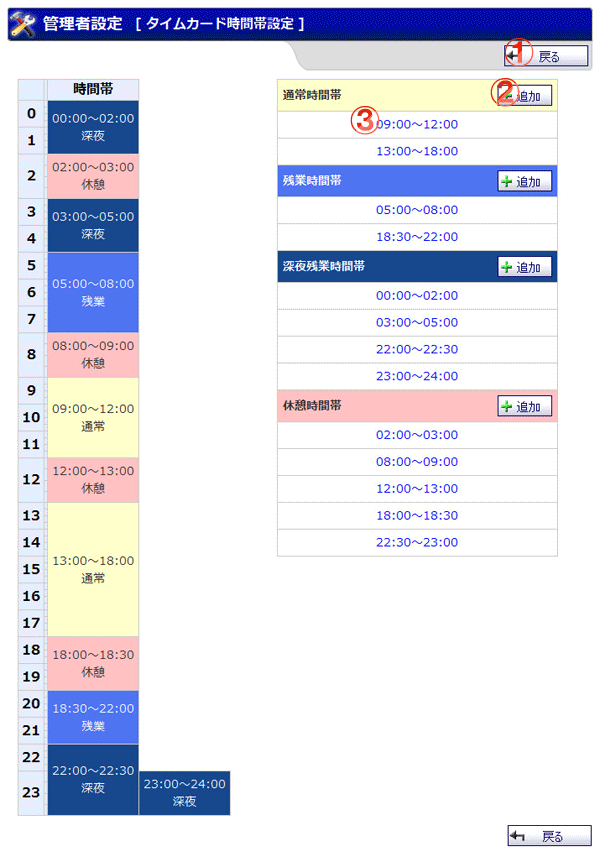 管理者設定 [ タイムカード時間帯設定 ]
① 戻る
時間帯
0
00:00～02:00
深夜
1
2
02:00～03:00
休憩
3
03:00～05:00
深夜
4
5
05:00～08:00
残業
6
7
8
08:00～09:00
休憩
9
09:00～12:00
通常
10
11
12
12:00～13:00
休憩
13
14
13:00～18:00
通常
15
16
17
18
18:00～18:30
休憩
19
20
18:30～22:00
残業
21
22
22:00～22:30
深夜
23
23:00～24:00
深夜
通常時間帯 ② 追加
③ 09:00～12:00
13:00～18:00
残業時間帯 追加
05:00～08:00
18:30～22:00
深夜残業時間帯 追加
00:00～02:00
03:00～05:00
22:00～22:30
23:00～24:00
休憩時間帯 追加
02:00～03:00
08:00～09:00
12:00～13:00
18:00～18:30
22:30～23:00
戻る